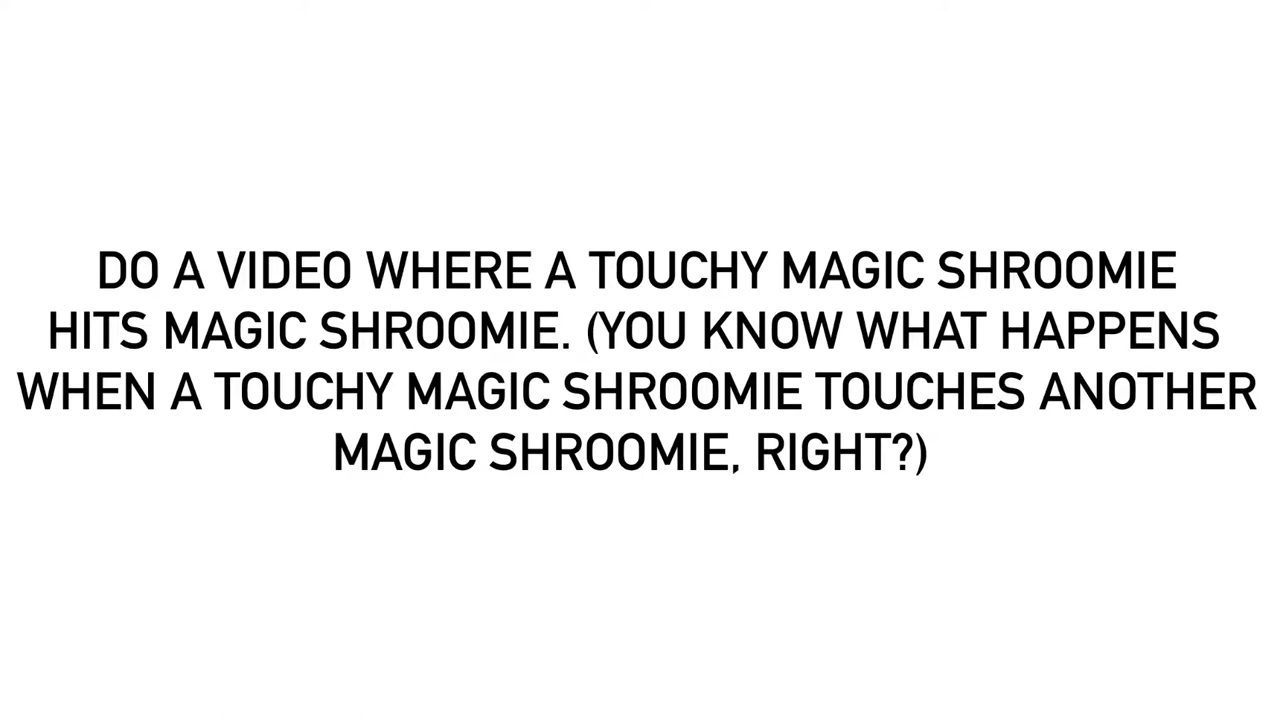 DO A VIDEO WHERE A TOUCHY MAGIC SHROOMIE
HITS MAGIC SHROOMIE. (YOU KNOW WHAT HAPPENS
WHEN A TOUCHY MAGIC SHROOMIE TOUCHES ANOTHER
MAGIC SHROOMIE, RIGHT?)